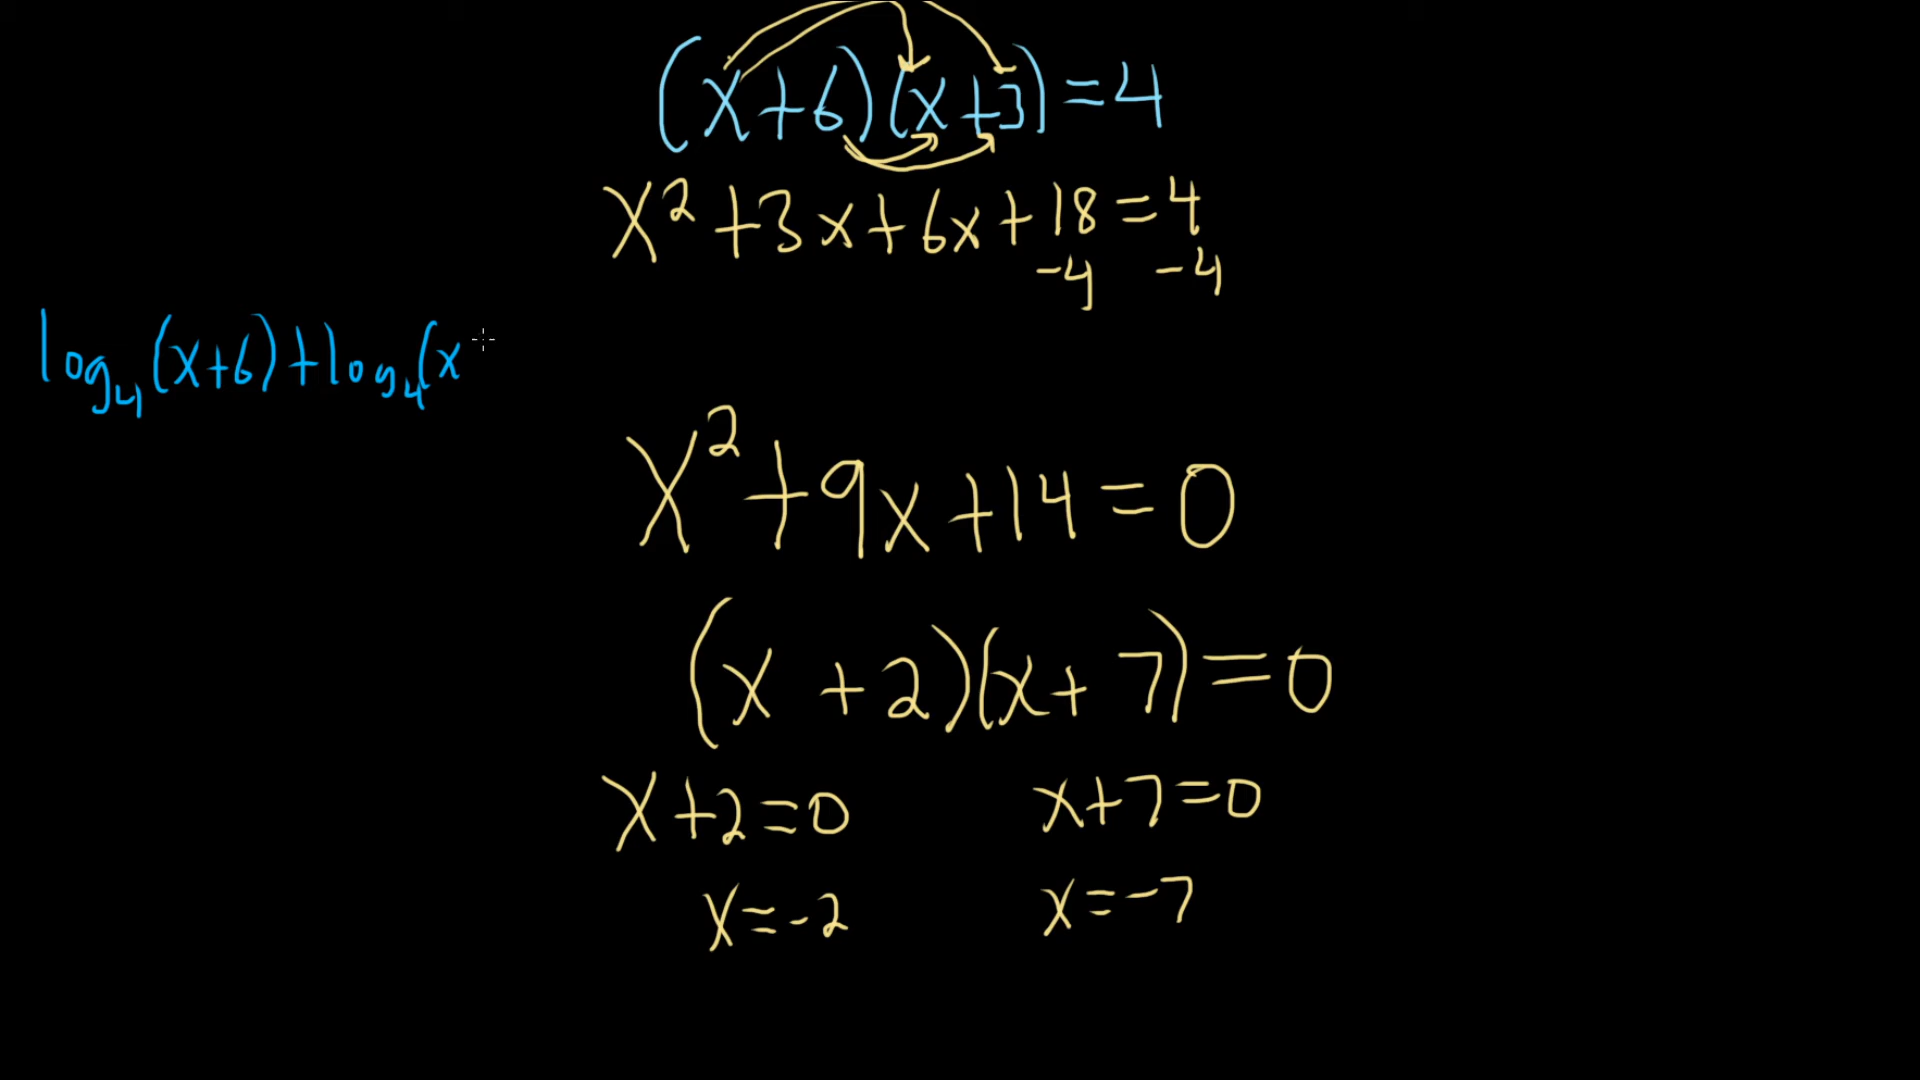 (x+6)(x+3)=4
x²+3x+6x+18=4
-4 -4
log₄(x+6)+log₄(x
x²+9x+14=0
(x+2)(x+7)=0
x+2=0 x+7=0
x=-2 x=-7